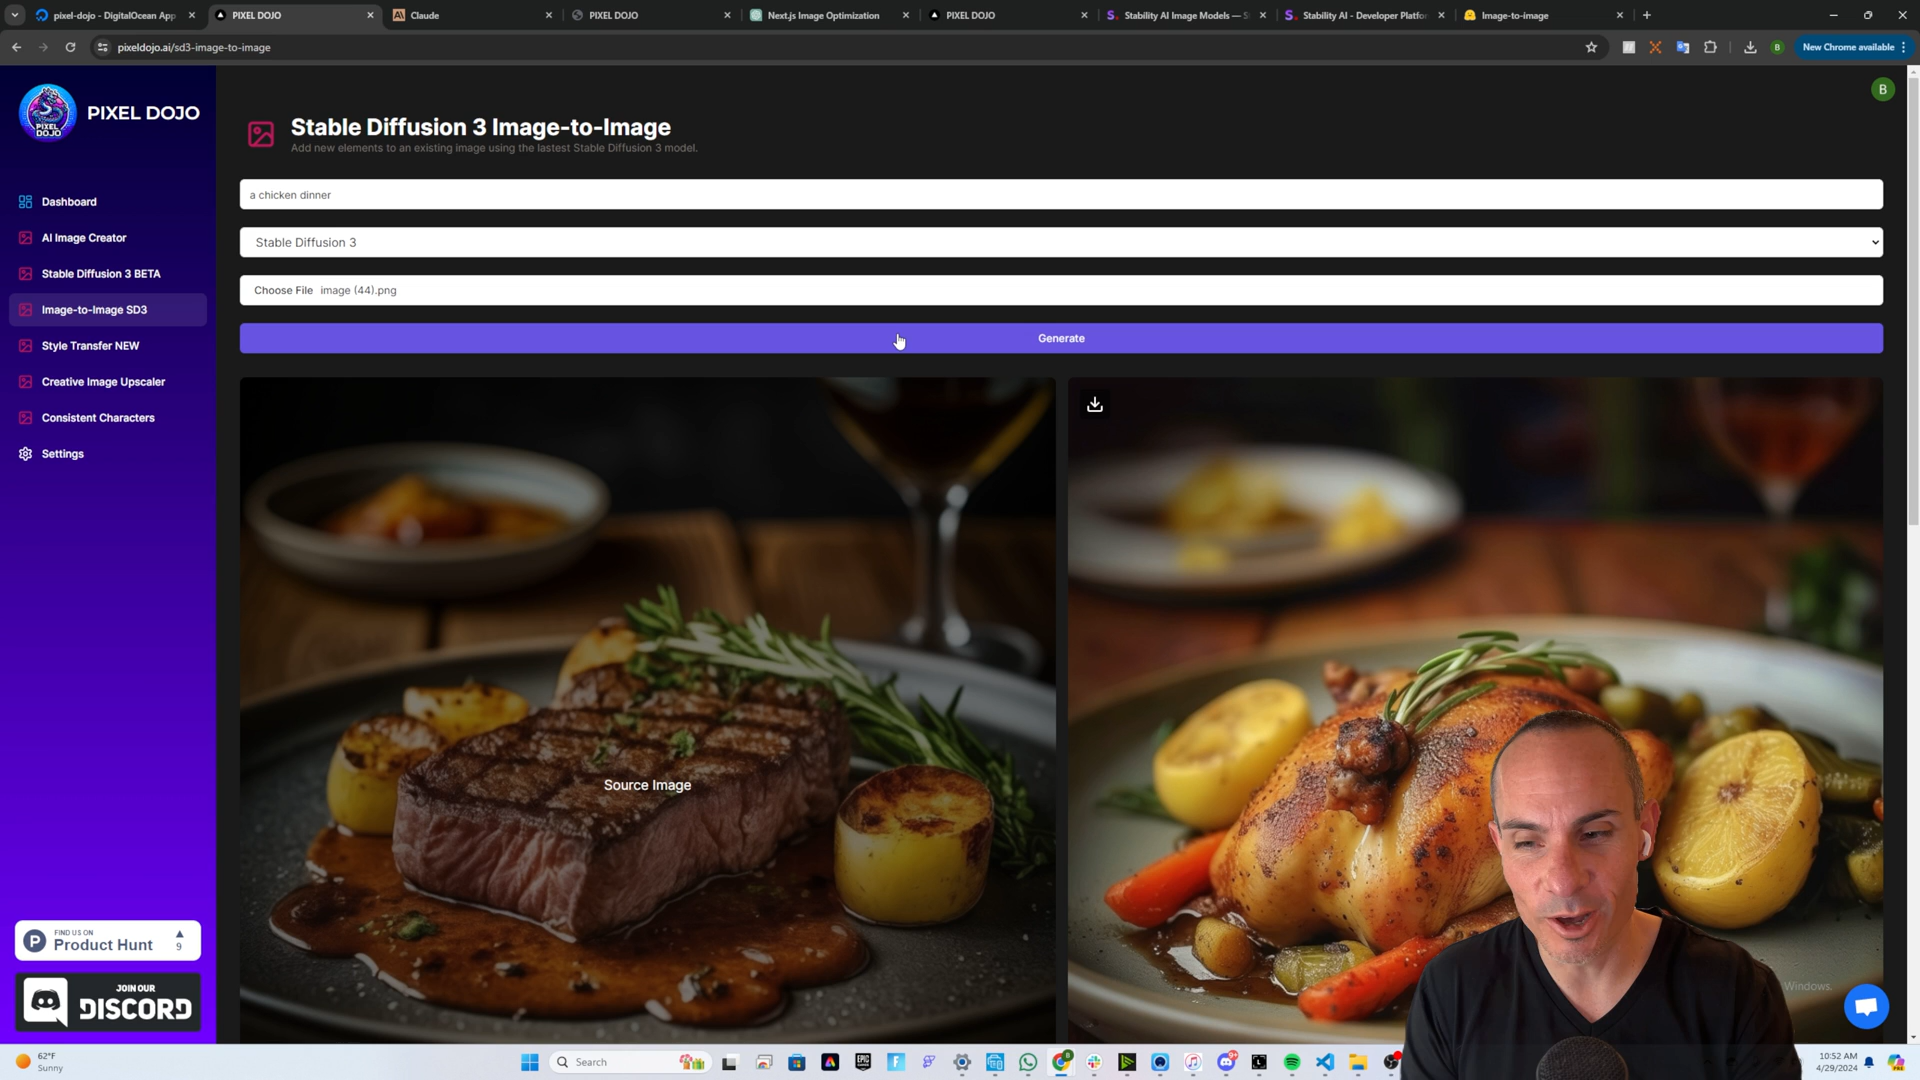 pixel-dojo - DigitalOcean App
PIXEL DOJO
Claude
PIXEL DOJO
Next.js Image Optimization
PIXEL DOJO
Stability AI Image Models —
Stability AI - Developer Platfor
Image-to-image
pixeldojo.ai/sd3-image-to-image
New Chrome available
B
PIXEL DOJO
PIXEL DOJO
B
Stable Diffusion 3 Image-to-Image
Add new elements to an existing image using the lastest Stable Diffusion 3 model.
a chicken dinner
Stable Diffusion 3
Choose File image (44).png
Generate
Dashboard
AI Image Creator
Stable Diffusion 3 BETA
Image-to-Image SD3
Style Transfer NEW
Creative Image Upscaler
Consistent Characters
Settings
Source Image
FIND US ON
Product Hunt
9
JOIN OUR
DISCORD
Windows.
62°F
Sunny
Search
10:52 AM
4/29/2024